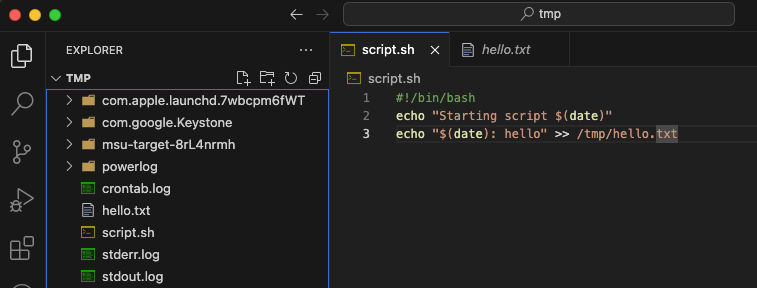 tmp
EXPLORER
script.sh
hello.txt
TMP
script.sh
com.apple.launchd.7wbcpm6fWT
com.google.Keystone
msu-target-8rL4nrmh
powerlog
crontab.log
hello.txt
script.sh
stderr.log
stdout.log
1 #!/bin/bash
2 echo "Starting script $(date)"
3 echo "$(date): hello" >> /tmp/hello.txt